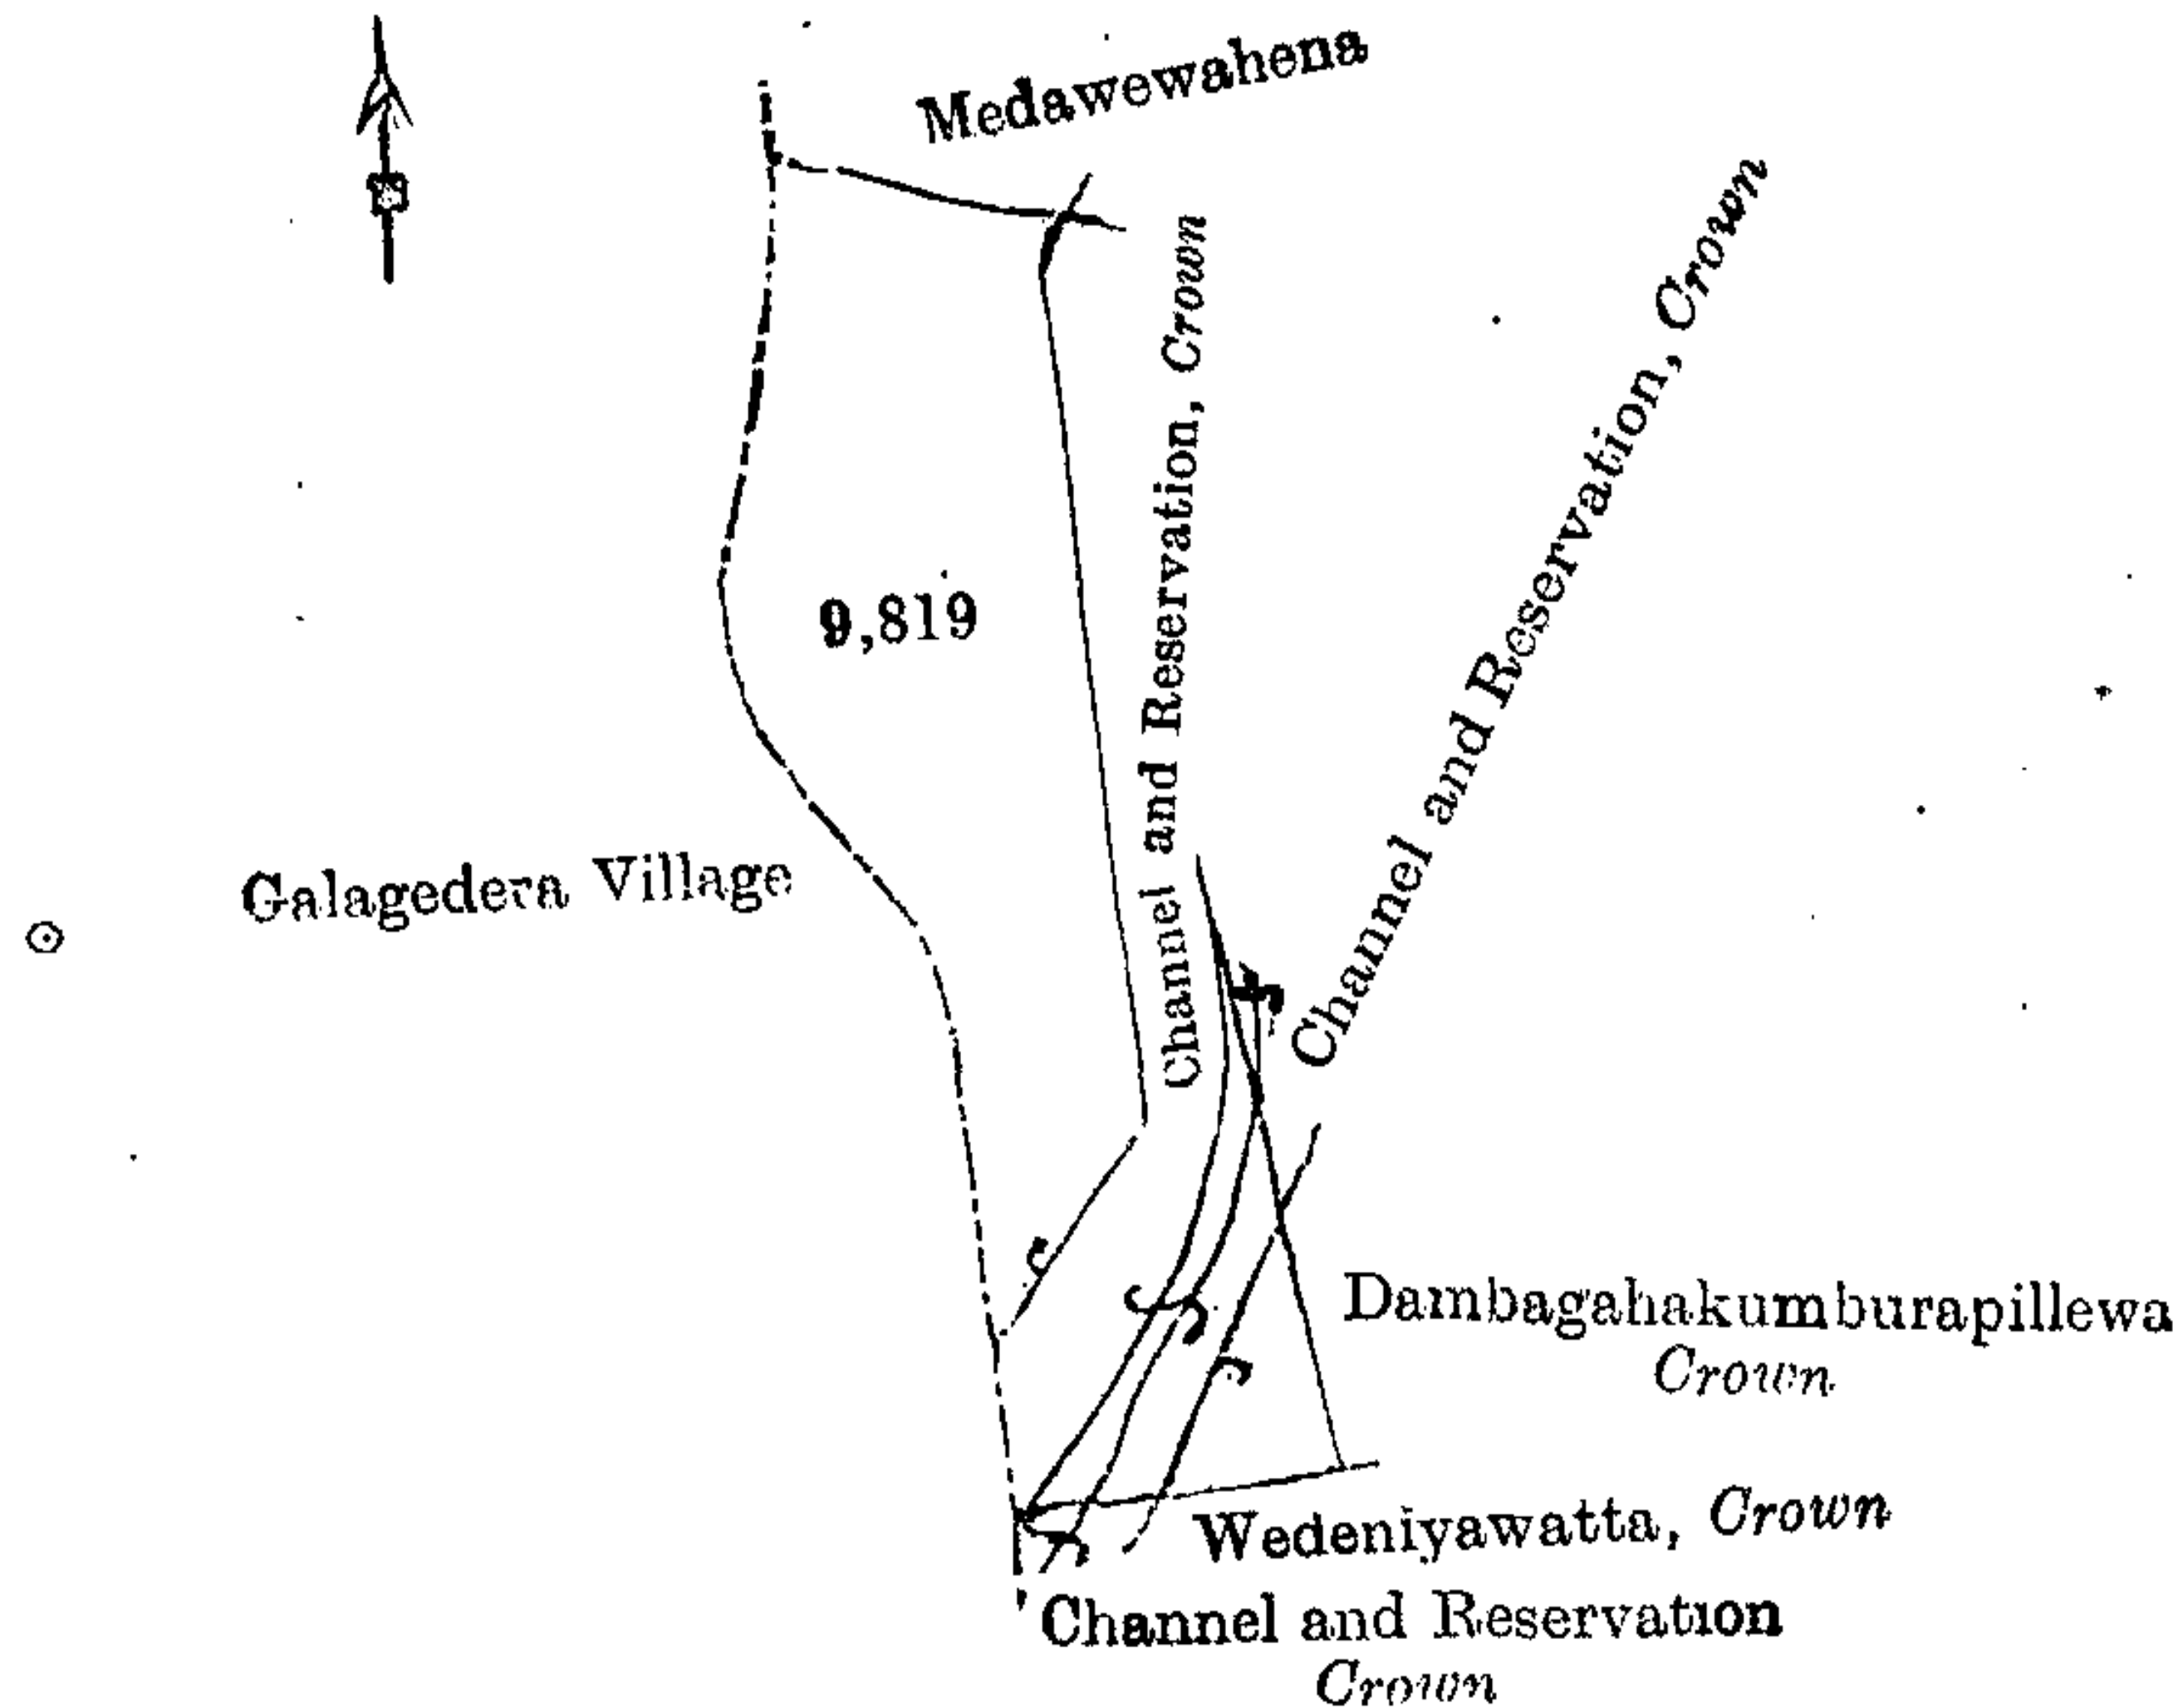 Medawewahena
Channel and Reservation, Crown
Channel and Reservation, Crown
9,819
Galagedera Village
Dambagahakumburapillewa
Crown
Wedeniyawatta, Crown
Channel and Reservation
Crown